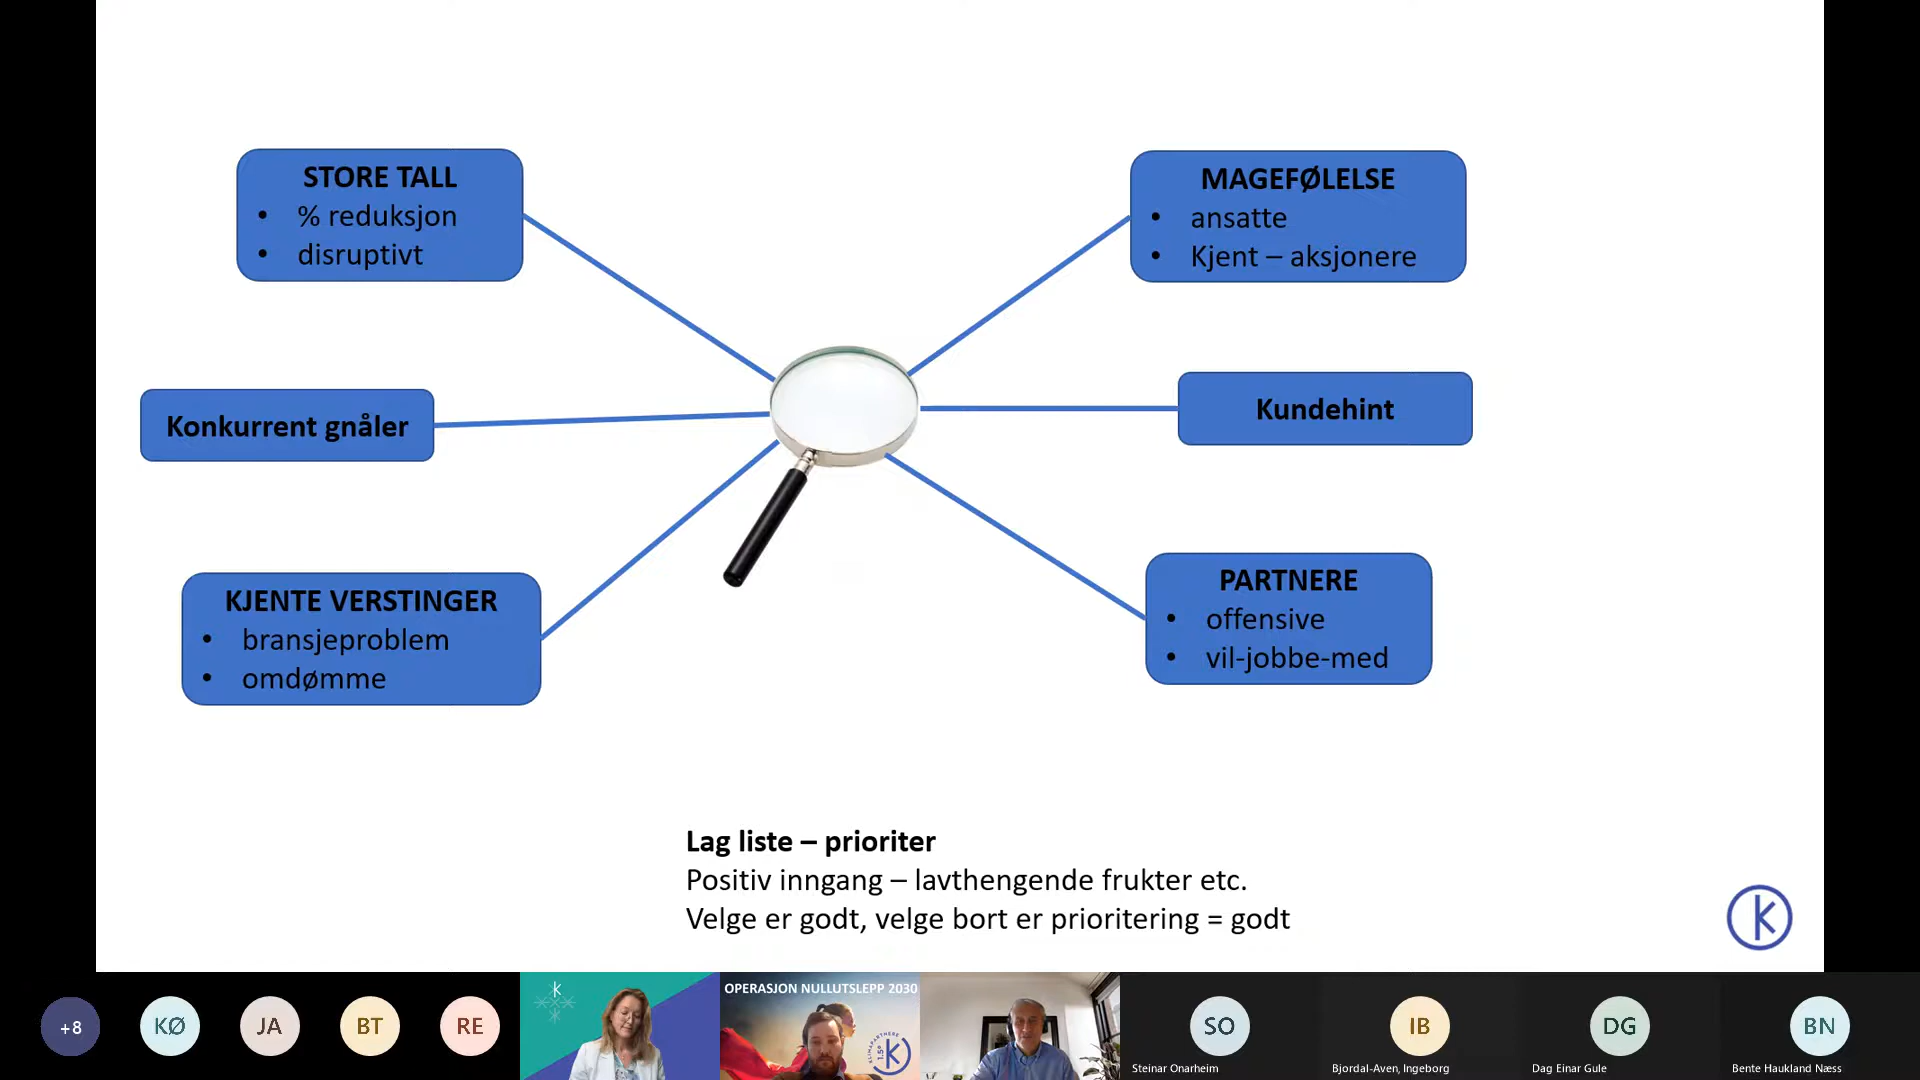 STORE TALL
• % reduksjon
• disruptivt
MAGEFØLELSE
• ansatte
• Kjent – aksjonere
Konkurrent gnåler
Kundehint
KJENTE VERSTINGER
• bransjeproblem
• omdømme
PARTNERE
• offensive
• vil-jobbe-med
Lag liste – prioriter
Positiv inngang – lavthengende frukter etc.
Velge er godt, velge bort er prioritering = godt
K
+8
KØ
JA
BT
RE
K
OPERASJON NULLUTSLEPP 2030
KLIMAPARTNERE
1,5°
K
SO
Steinar Onarheim
IB
Bjordal-Aven, Ingeborg
DG
Dag Einar Gule
BN
Bente Haukland Næss